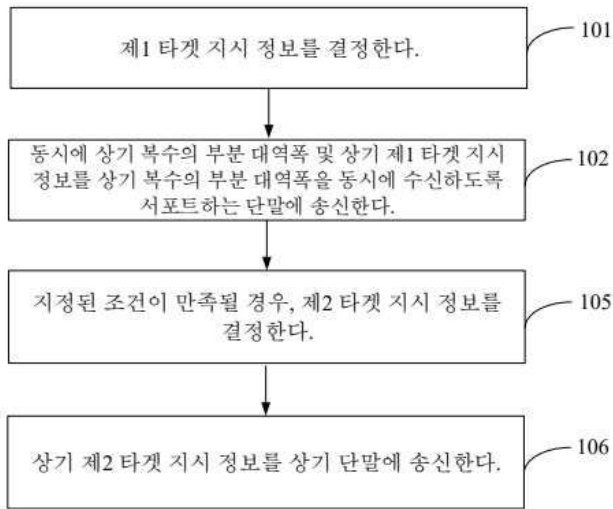 제1 타겟 지시 정보를 결정한다.
101
동시에 상기 복수의 부분 대역폭 및 상기 제1 타겟 지시
정보를 상기 복수의 부분 대역폭을 동시에 수신하도록
서포트하는 단말에 송신한다.
102
지정된 조건이 만족될 경우, 제2 타겟 지시 정보를
결정한다.
105
상기 제2 타겟 지시 정보를 상기 단말에 송신한다.
106